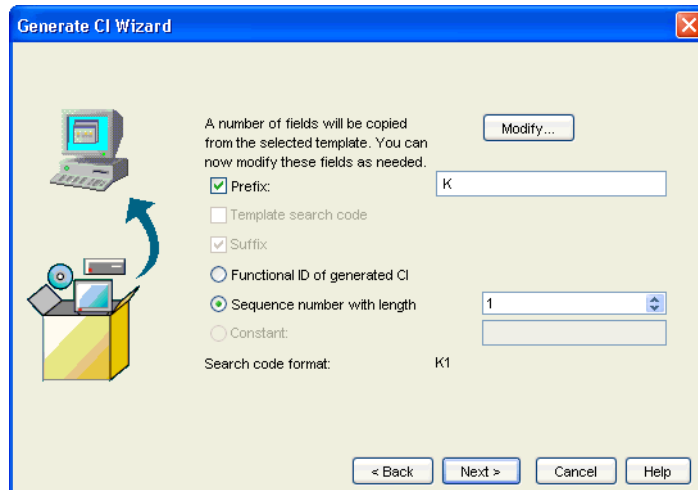 Generate CI Wizard
A number of fields will be copied
from the selected template. You can
now modify these fields as needed.
Modify...
Prefix:
K
Template search code
Suffix
Functional ID of generated CI
Sequence number with length
1
Constant:
Search code format:
K1
< Back
Next >
Cancel
Help